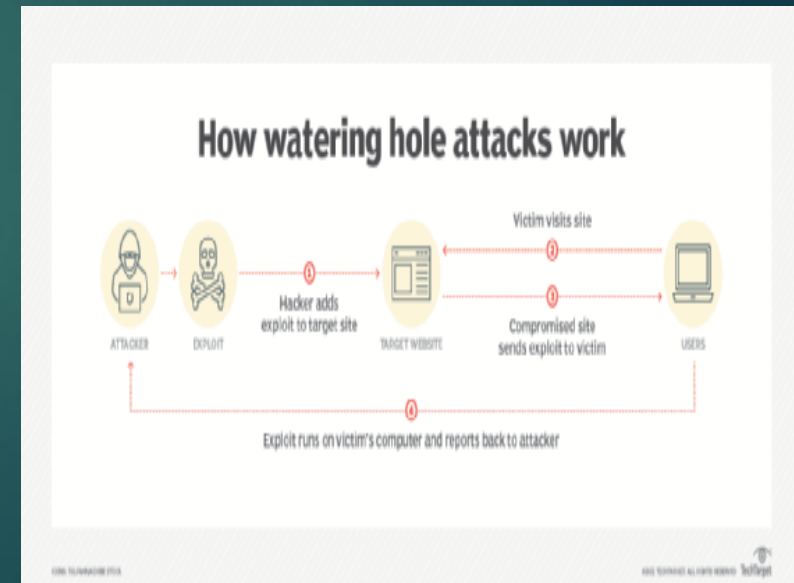 How watering hole attacks work
Victim visits site
2
1
3
Hacker adds
exploit to target site
Compromised site
sends exploit to victim
ATTACKER
EXPLOIT
TARGET WEBSITE
USERS
4
Exploit runs on victim's computer and reports back to attacker
TechTarget